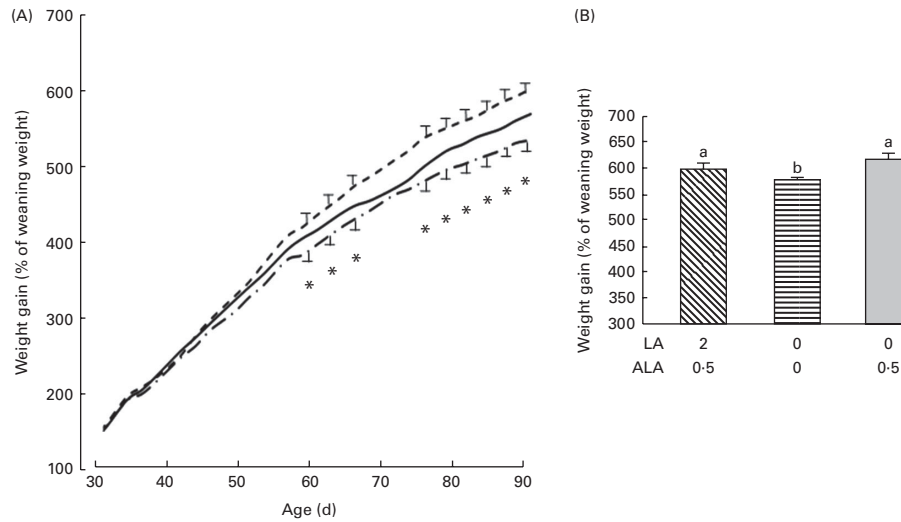 (A)
700
600
500
400
300
200
100
Weight gain (% of weaning weight)
* * * * * * * * *
30 40 50 60 70 80 90
Age (d)
(B)
700
650
600
550
500
450
600
350
300
Weight gain (% of weaning weight)
a b a
LA 2 0 0
ALA 0·5 0 0·5